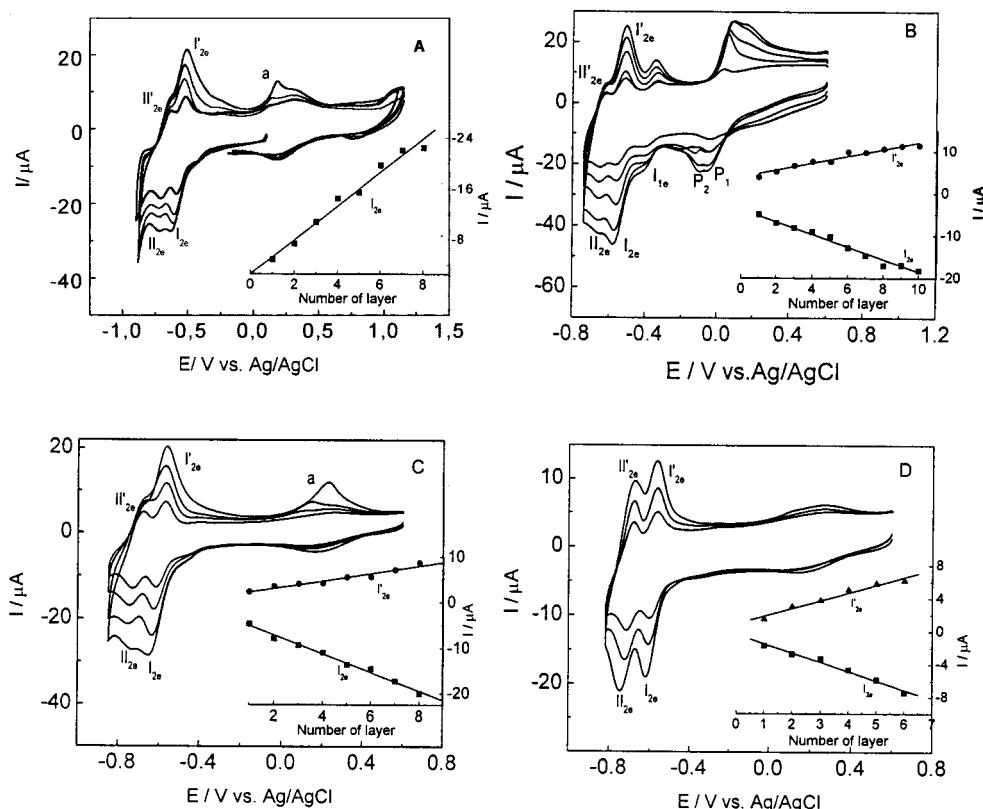 A
20
10
0
-10
-20
-40
I/ μA
I'2e
II'2e
a
II2e
I2e
-24
-16
-8
I / μA
I2e
0 2 4 6 8
Number of layer
-1,0 -0,5 0,0 0,5 1,0 1,5
E/ V vs. Ag/AgCl
B
40
20
0
-20
-40
-60
I / μA
I'2e
II'2e
I1e
P2
P1
II2e
I2e
10
0
-10
-20
I / μA
I'2e
I2e
0 1 2 3 4 5 6 7 8 9 10
Number of layer
-0.8 -0.4 0.0 0.4 0.8 1.2
E / V vs.Ag/AgCl
C
20
0
-20
-40
I / μA
I'2e
II'2e
a
II2e
I2e
10
0
-10
-20
I / μA
I'2e
I2e
2 4 6 8
Number of layer
-0.8 -0.4 0.0 0.4 0.8
E / V vs. Ag/AgCl
D
10
0
-10
-20
I / μA
II'2e
I'2e
II2e
I2e
8
4
0
-4
-8
I / μA
I'2e
I2e
0 1 2 3 4 5 6 7
Number of layer
-0.8 -0.4 0.0 0.4 0.8
E / V vs. Ag/AgCl